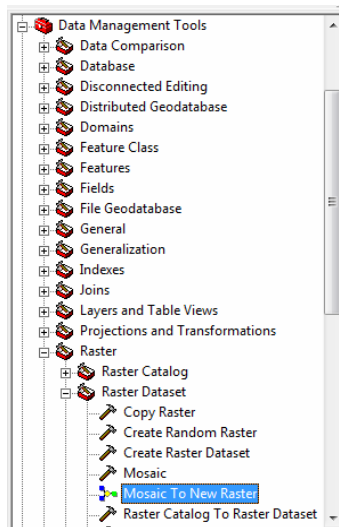 Data Management Tools
Data Comparison
Database
Disconnected Editing
Distributed Geodatabase
Domains
Feature Class
Features
Fields
File Geodatabase
General
Generalization
Indexes
Joins
Layers and Table Views
Projections and Transformations
Raster
Raster Catalog
Raster Dataset
Copy Raster
Create Random Raster
Create Raster Dataset
Mosaic
Mosaic To New Raster
Raster Catalog To Raster Dataset